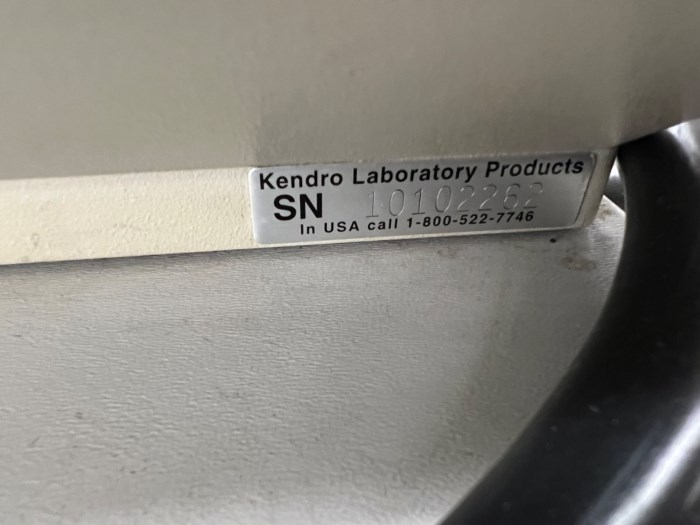 Kendro Laboratory Products
SN 10102262
In USA call 1-800-522-7746